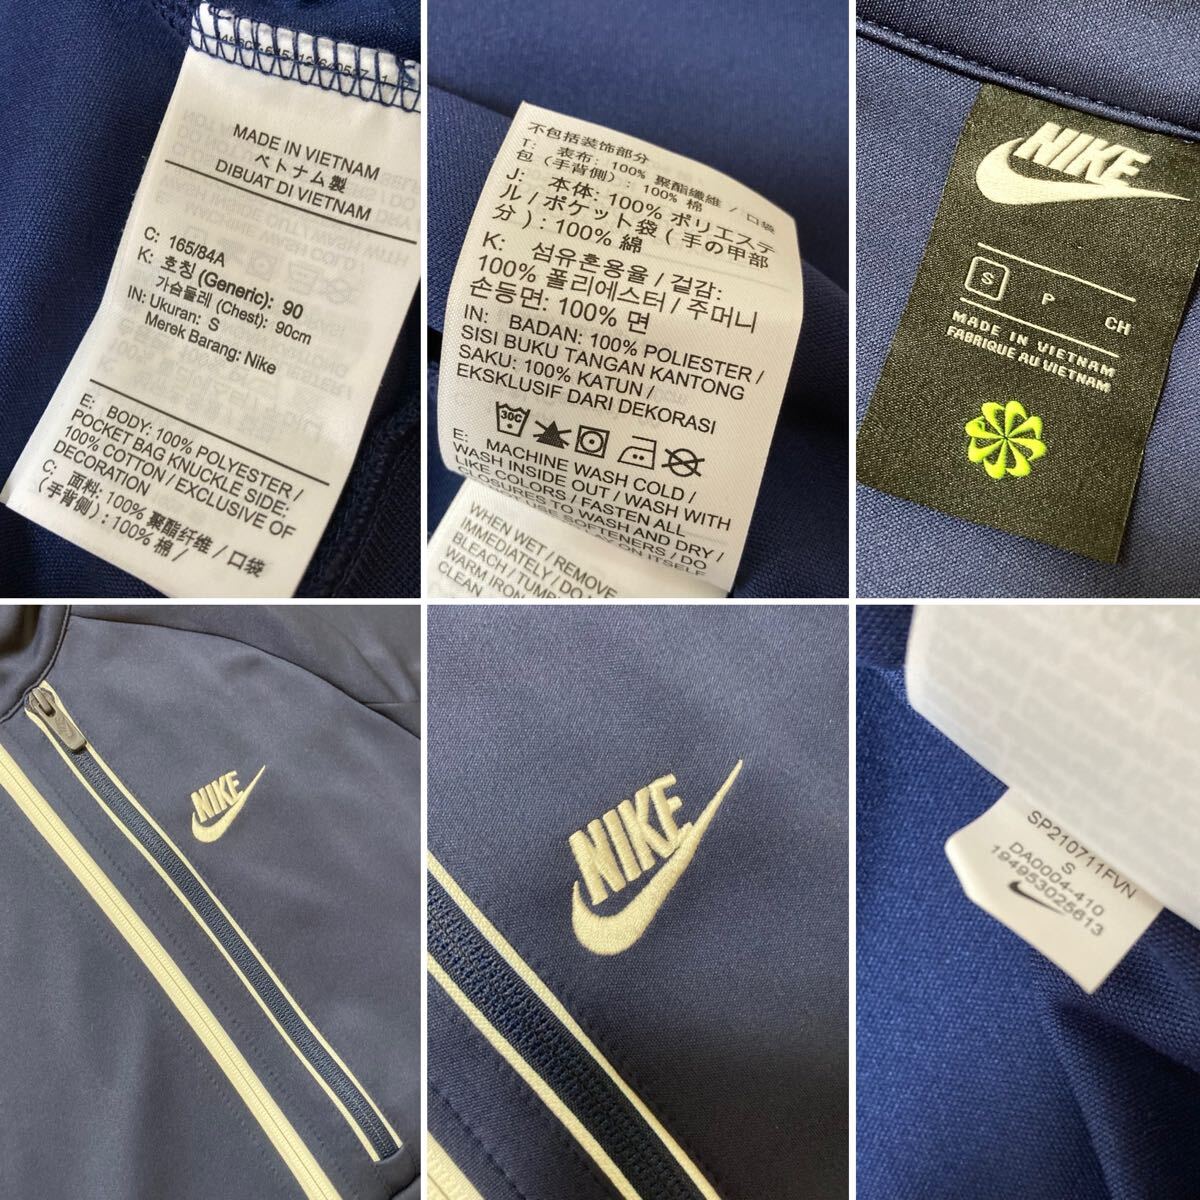 MADE IN VIETNAM
ベトナム製
DIBUAT DI VIETNAM
C: 165/84A
K: 호칭 (Generic): 90
가슴둘레 (Chest): 90cm
IN: Ukuran: S
Merek Barang: Nike
E: BODY: 100% POLYESTER /
POCKET BAG KNUCKLE SIDE:
100% COTTON / EXCLUSIVE OF
DECORATION
C: 面料: 100% 聚酯纤维 / 口袋
(手背侧) : 100% 棉 /
不包括装饰部分
T: 表布: 100% 聚酯纖維 / 口袋
包 (手背側) : 100% 棉
J: 本体: 100% ポリエステ
ル / ポケット袋 ( 手の甲部
分) : 100% 綿
K: 섬유혼용율 / 겉감:
100% 폴리에스터 / 주머니
손등면: 100% 면
IN: BADAN: 100% POLIESTER /
SISI BUKU TANGAN KANTONG
SAKU: 100% KATUN /
EKSKLUSIF DARI DEKORASI
30C
E: MACHINE WASH COLD /
WASH INSIDE OUT / WASH WITH
LIKE COLORS / FASTEN ALL
CLOSURES TO WASH AND DRY /
USE SOFTENERS / DO
LAY ON ITSELF
WHEN WET / REMOVE
IMMEDIATELY / DO
BLEACH / TUMB
WARM IRON
CLEAN
NIKE
S P CH
MADE IN VIETNAM
FABRIQUÉ AU VIETNAM
NIKE
NIKE
SP210711FVN
S
DA0004-410
194953025613